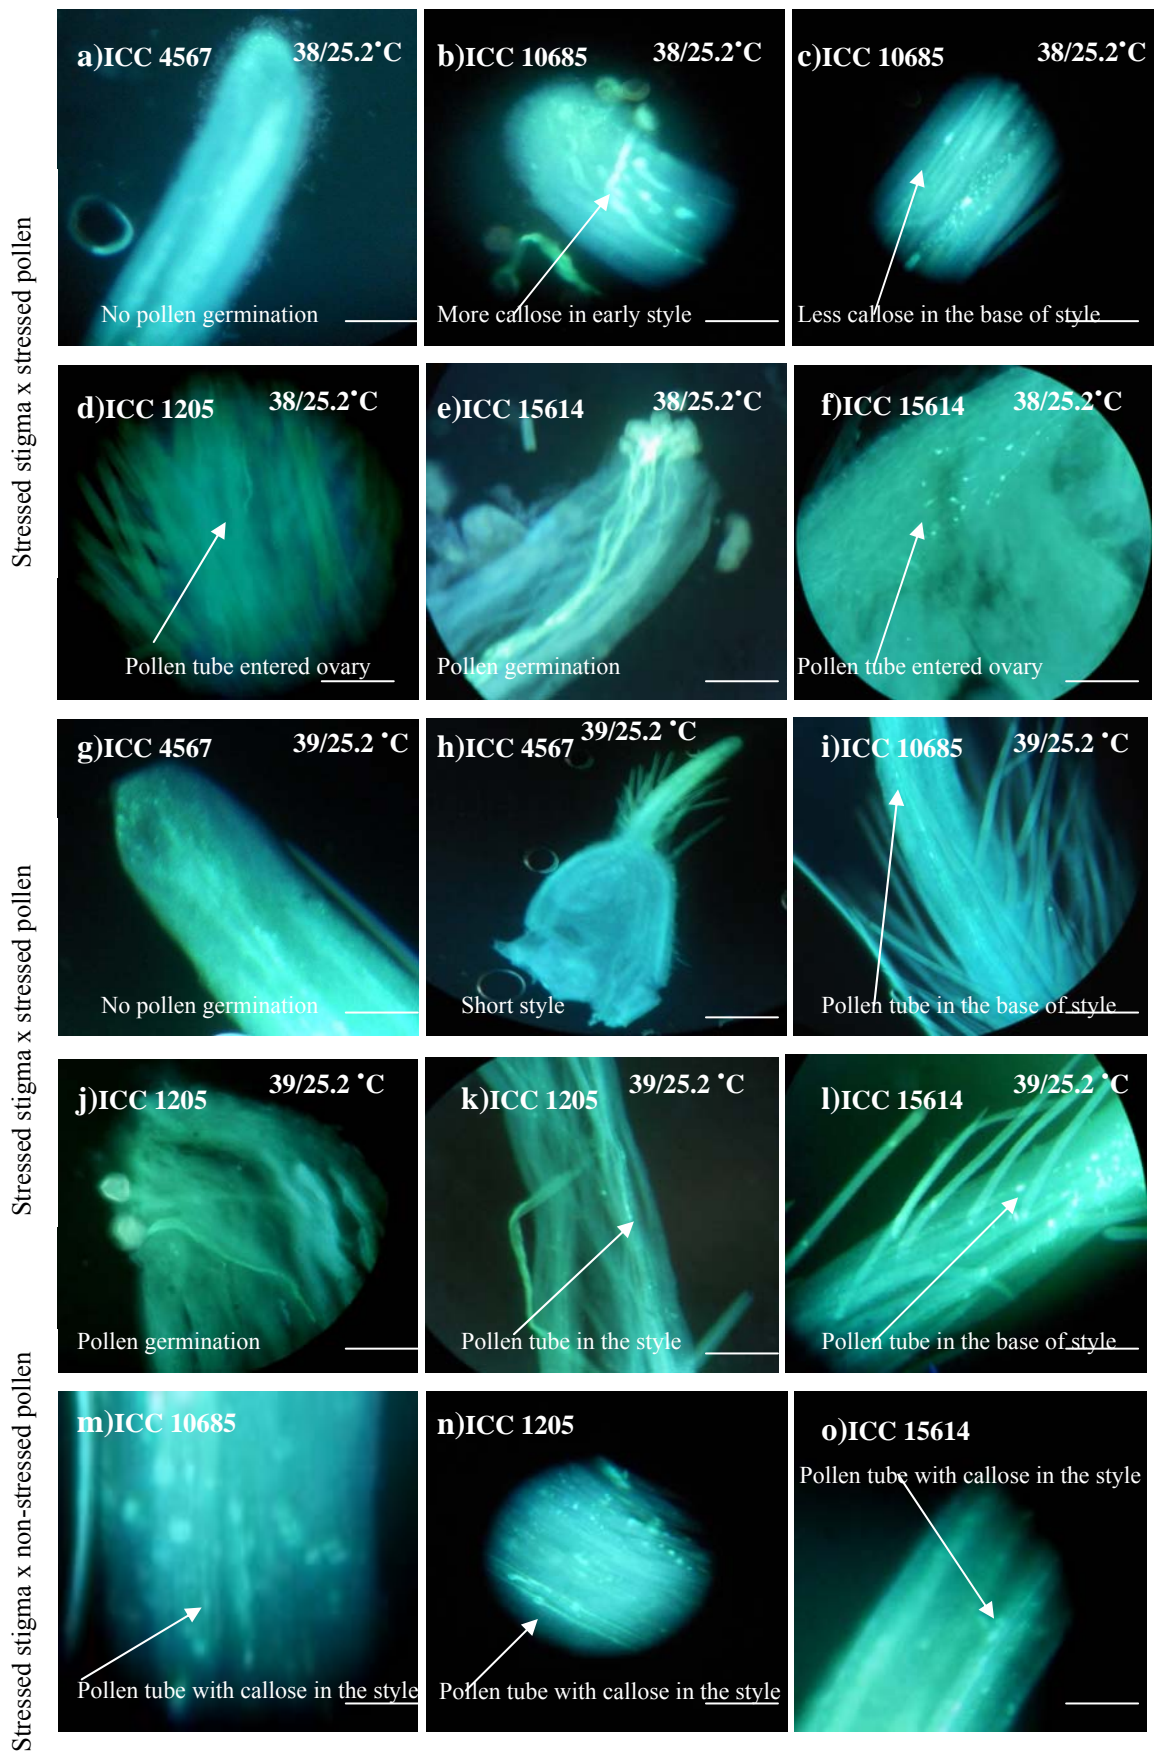 a)ICC 4567 38/25.2°C
No pollen germination
b)ICC 10685 38/25.2°C
More callose in early style
c)ICC 10685 38/25.2°C
Less callose in the base of style
Stressed stigma x stressed pollen
d)ICC 1205 38/25.2°C
Pollen tube entered ovary
e)ICC 15614 38/25.2°C
Pollen germination
f)ICC 15614 38/25.2°C
Pollen tube entered ovary
g)ICC 4567 39/25.2 °C
No pollen germination
h)ICC 4567 39/25.2 °C
Short style
i)ICC 10685 39/25.2 °C
Pollen tube in the base of style
Stressed stigma x stressed pollen
j)ICC 1205 39/25.2 °C
Pollen germination
k)ICC 1205 39/25.2 °C
Pollen tube in the style
l)ICC 15614 39/25.2 °C
Pollen tube in the base of style
Stressed stigma x non-stressed pollen
m)ICC 10685
Pollen tube with callose in the style
n)ICC 1205
Pollen tube with callose in the style
o)ICC 15614
Pollen tube with callose in the style